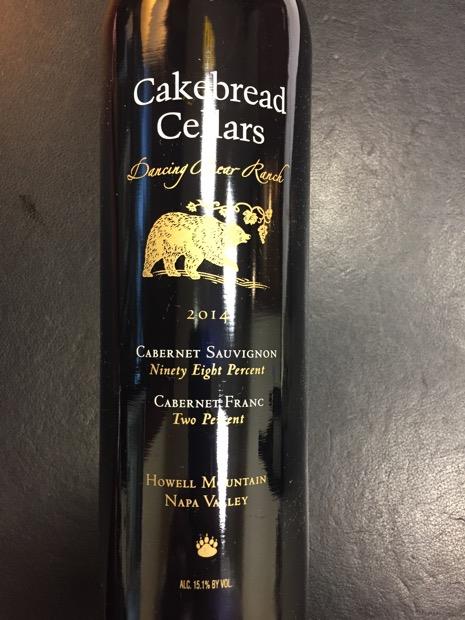 Cakebread
Cellars
Dancing Bear Ranch
2014
CABERNET SAUVIGNON
Ninety Eight Percent
CABERNET FRANC
Two Percent
HOWELL MOUNTAIN
NAPA VALLEY
ALC. 15.1% BY VOL.